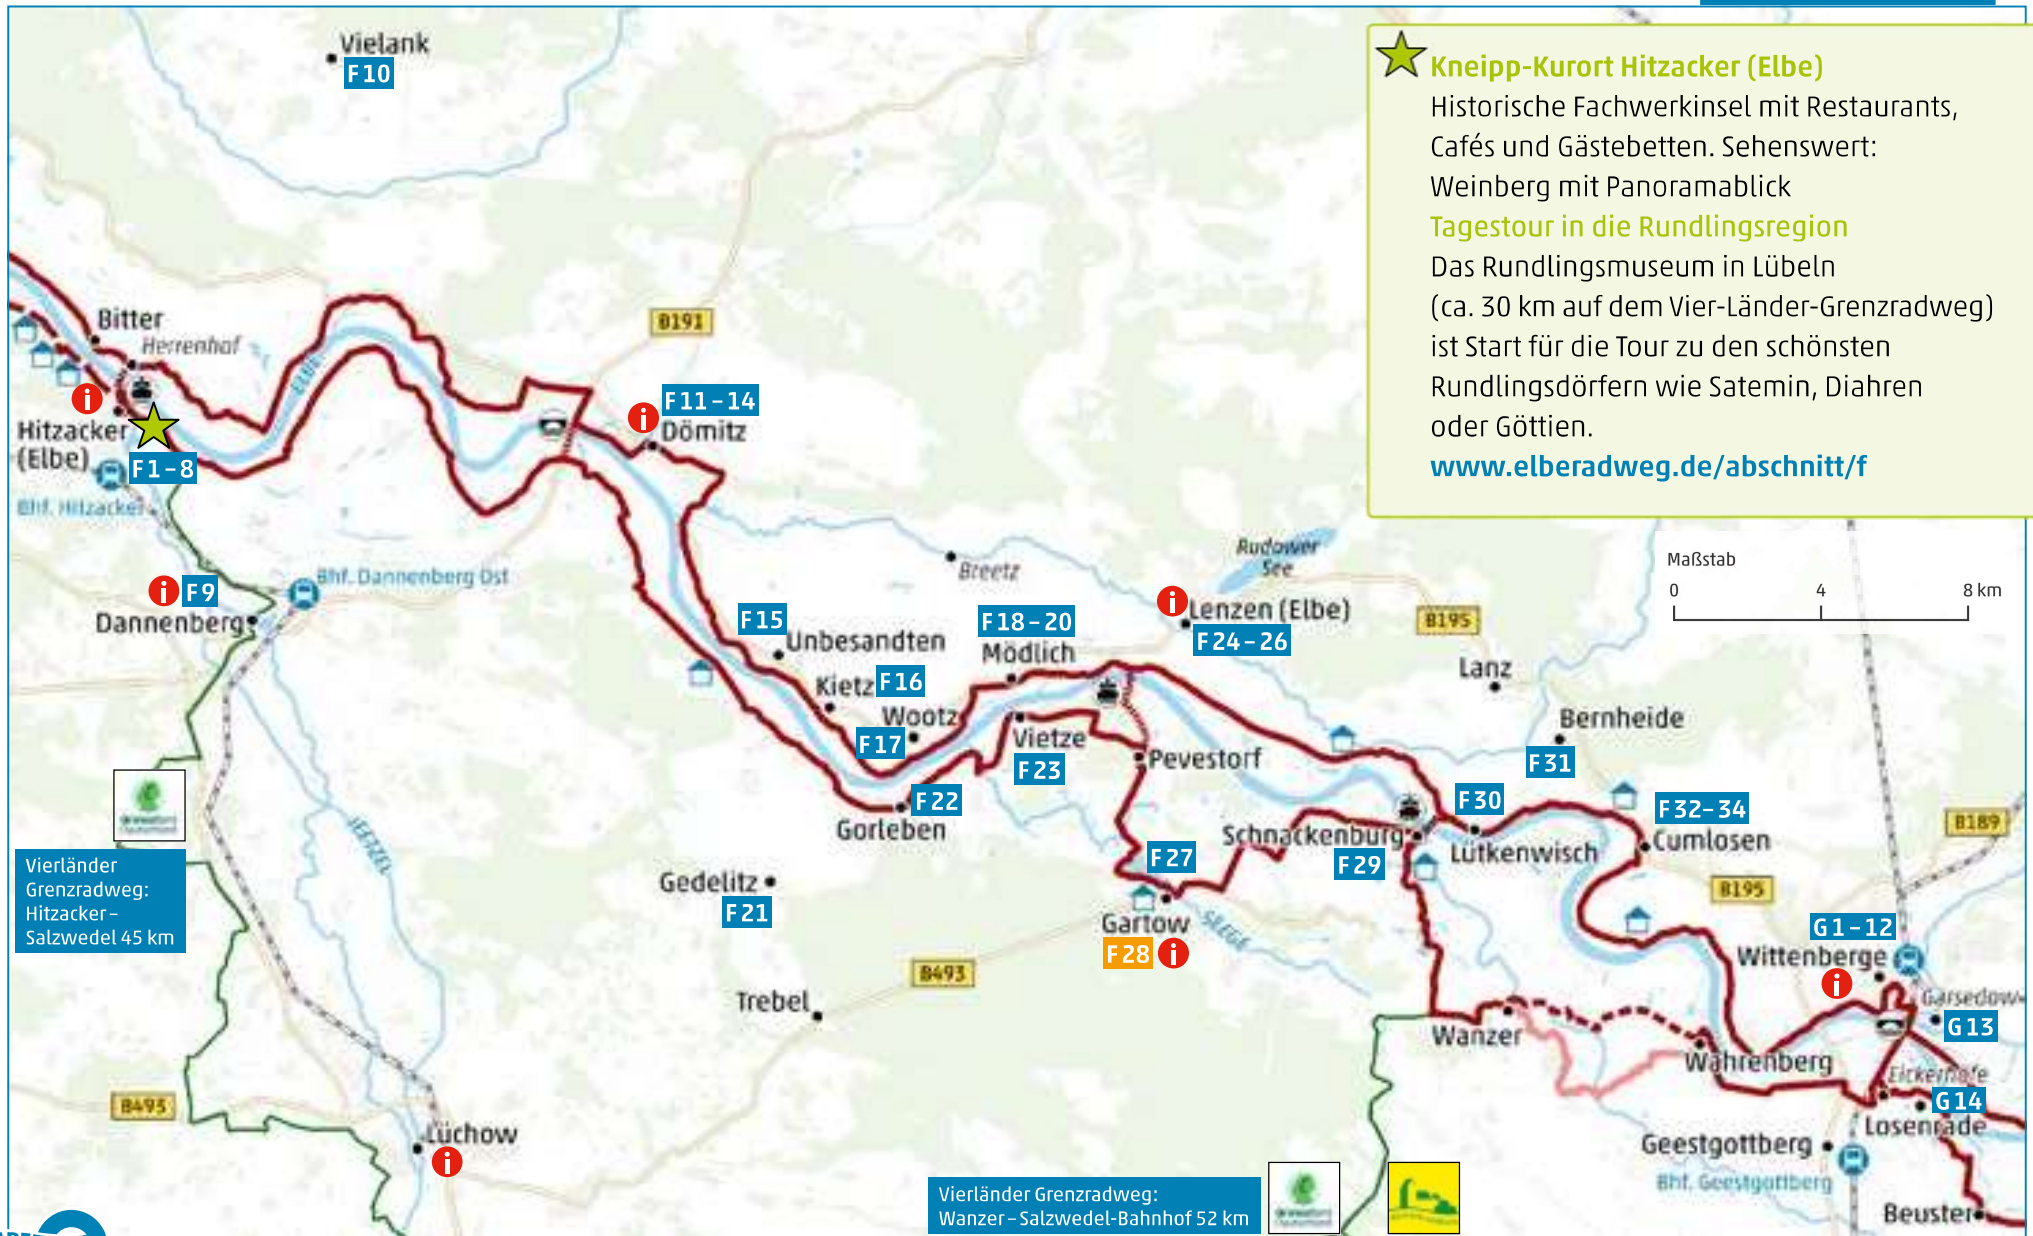 Vielank
F10
Kneipp-Kurort Hitzacker (Elbe)
Historische Fachwerkinsel mit Restaurants,
Cafés und Gästebetten. Sehenswert:
Weinberg mit Panoramablick
Tagestour in die Rundlingsregion
Das Rundlingsmuseum in Lübeln
(ca. 30 km auf dem Vier-Länder-Grenzradweg)
ist Start für die Tour zu den schönsten
Rundlingsdörfern wie Satemin, Diahren
oder Göttien.
www.elberadweg.de/abschnitt/f
Maßstab
0 4 8 km
Bitter
Herrenhof
ELBE
B191
i
Hitzacker
(Elbe)
F1–8
Bhf. Hitzacker
i
F11–14
Dömitz
i F9
Dannenberg
Bhf. Dannenberg Ost
Breetz
Rudower
See
i
Lenzen (Elbe)
F24–26
B195
F15
Unbesandten
F18–20
Mödlich
Kietz F16
Wootz
F17
Lanz
Bernheide
F31
Vietze
F23
Pevestorf
F22
Gorleben
F30
Lütkenwisch
F32–34
Cumlosen
B189
Schnackenburg
F29
JEETZEL
Vierländer
Grenzradweg:
Hitzacker–
Salzwedel 45 km
Gedelitz
F21
F27
Gartow
F28 i
SEEGE
B195
G1–12
Wittenberge
i
Garsedow
G13
B493
Trebel
Wanzer
Wahrenberg
Eickerhöfe
G14
Losenrade
B493
Lüchow
i
Geestgottberg
Bhf. Geestgottberg
Beuster
Vierländer Grenzradweg:
Wanzer–Salzwedel-Bahnhof 52 km